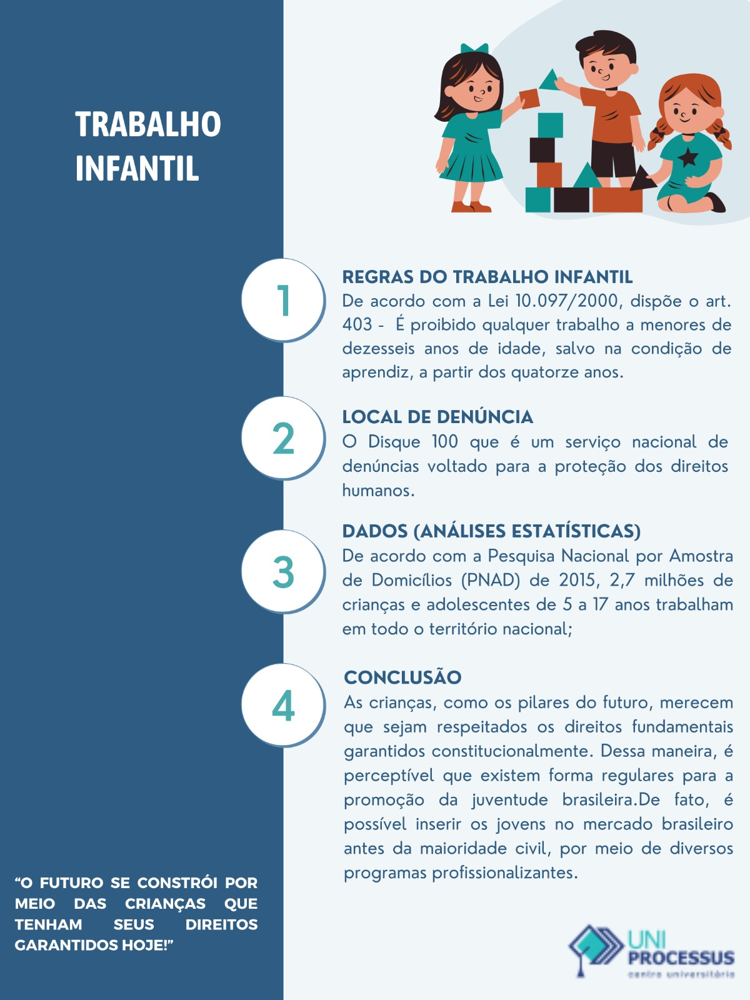 TRABALHO
INFANTIL
1
REGRAS DO TRABALHO INFANTIL
De acordo com a Lei 10.097/2000, dispõe o art.
403 - É proibido qualquer trabalho a menores de
dezesseis anos de idade, salvo na condição de
aprendiz, a partir dos quatorze anos.
2
LOCAL DE DENÚNCIA
O Disque 100 que é um serviço nacional de
denúncias voltado para a proteção dos direitos
humanos.
3
DADOS (ANÁLISES ESTATÍSTICAS)
De acordo com a Pesquisa Nacional por Amostra
de Domicílios (PNAD) de 2015, 2,7 milhões de
crianças e adolescentes de 5 a 17 anos trabalham
em todo o território nacional;
4
CONCLUSÃO
As crianças, como os pilares do futuro, merecem
que sejam respeitados os direitos fundamentais
garantidos constitucionalmente. Dessa maneira, é
perceptível que existem forma regulares para a
promoção da juventude brasileira.De fato, é
possível inserir os jovens no mercado brasileiro
antes da maioridade civil, por meio de diversos
programas profissionalizantes.
“O FUTURO SE CONSTRÓI POR
MEIO DAS CRIANÇAS QUE
TENHAM SEUS DIREITOS
GARANTIDOS HOJE!”
UNI
PROCESSUS
centro universitário